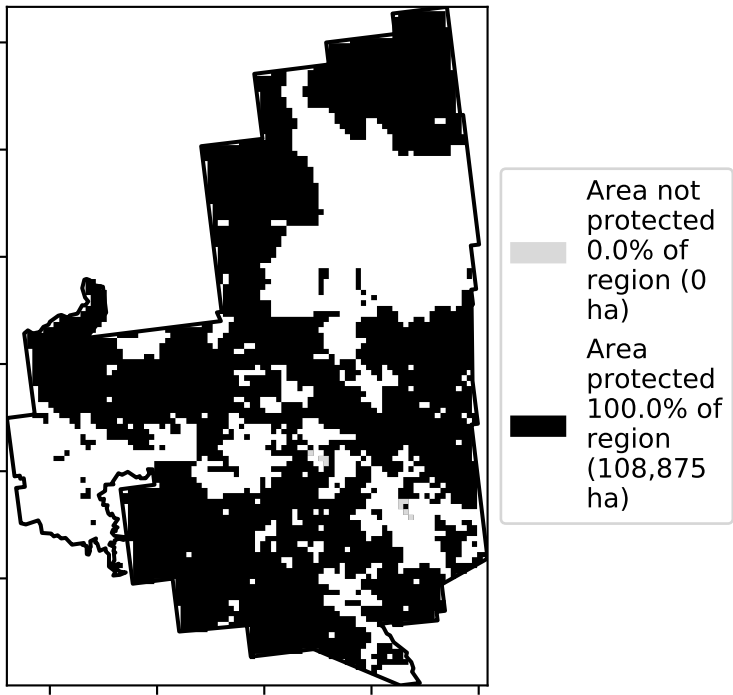 Area not
protected
0.0% of
region (0
ha)
Area
protected
100.0% of
region
(108,875
ha)